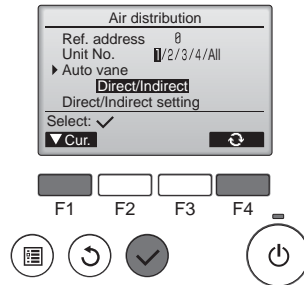 Air distribution
Ref. address 0
Unit No. 1/2/3/4/All
Auto vane
Direct/Indirect
Direct/Indirect setting
Select: ✓
▼Cur.
F1 F2 F3 F4